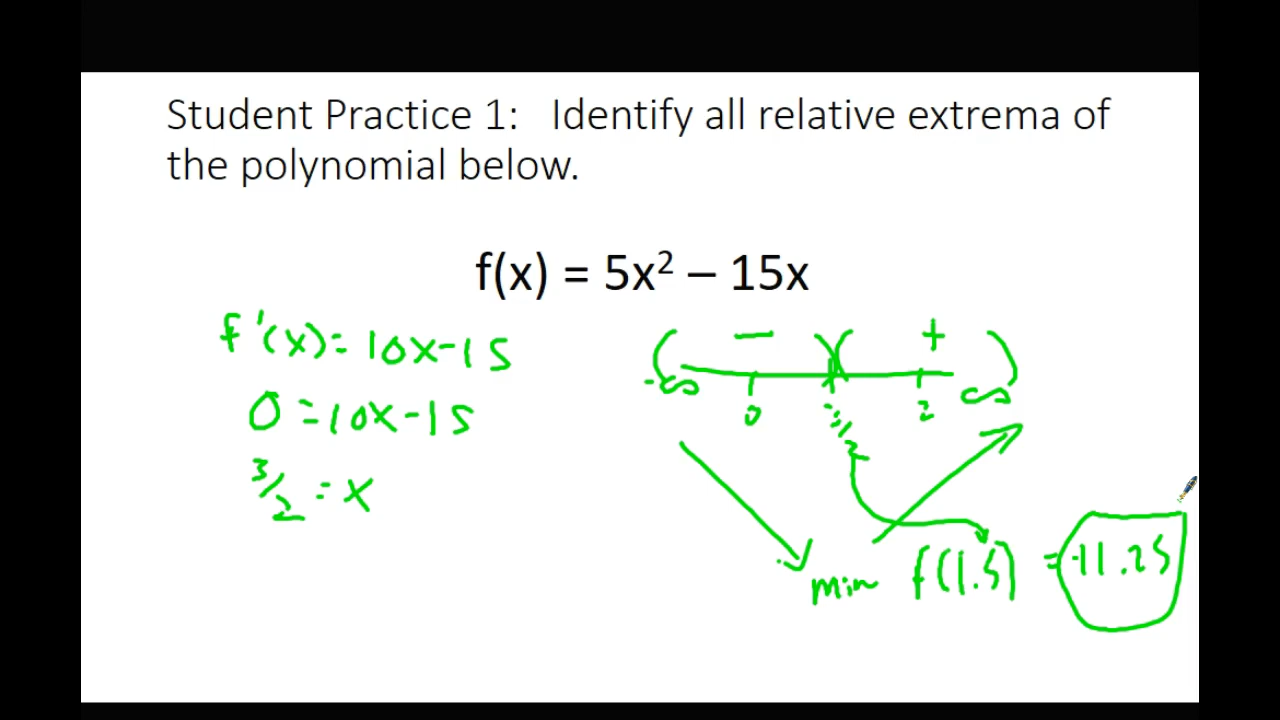 Student Practice 1: Identify all relative extrema of
the polynomial below.
f(x) = 5x² – 15x
f'(x) = 10x-15
0 = 10x-15
3/2 = x
( - )( + )
-∞ 0 3/2 2 ∞
min f(1.5) = -11.25